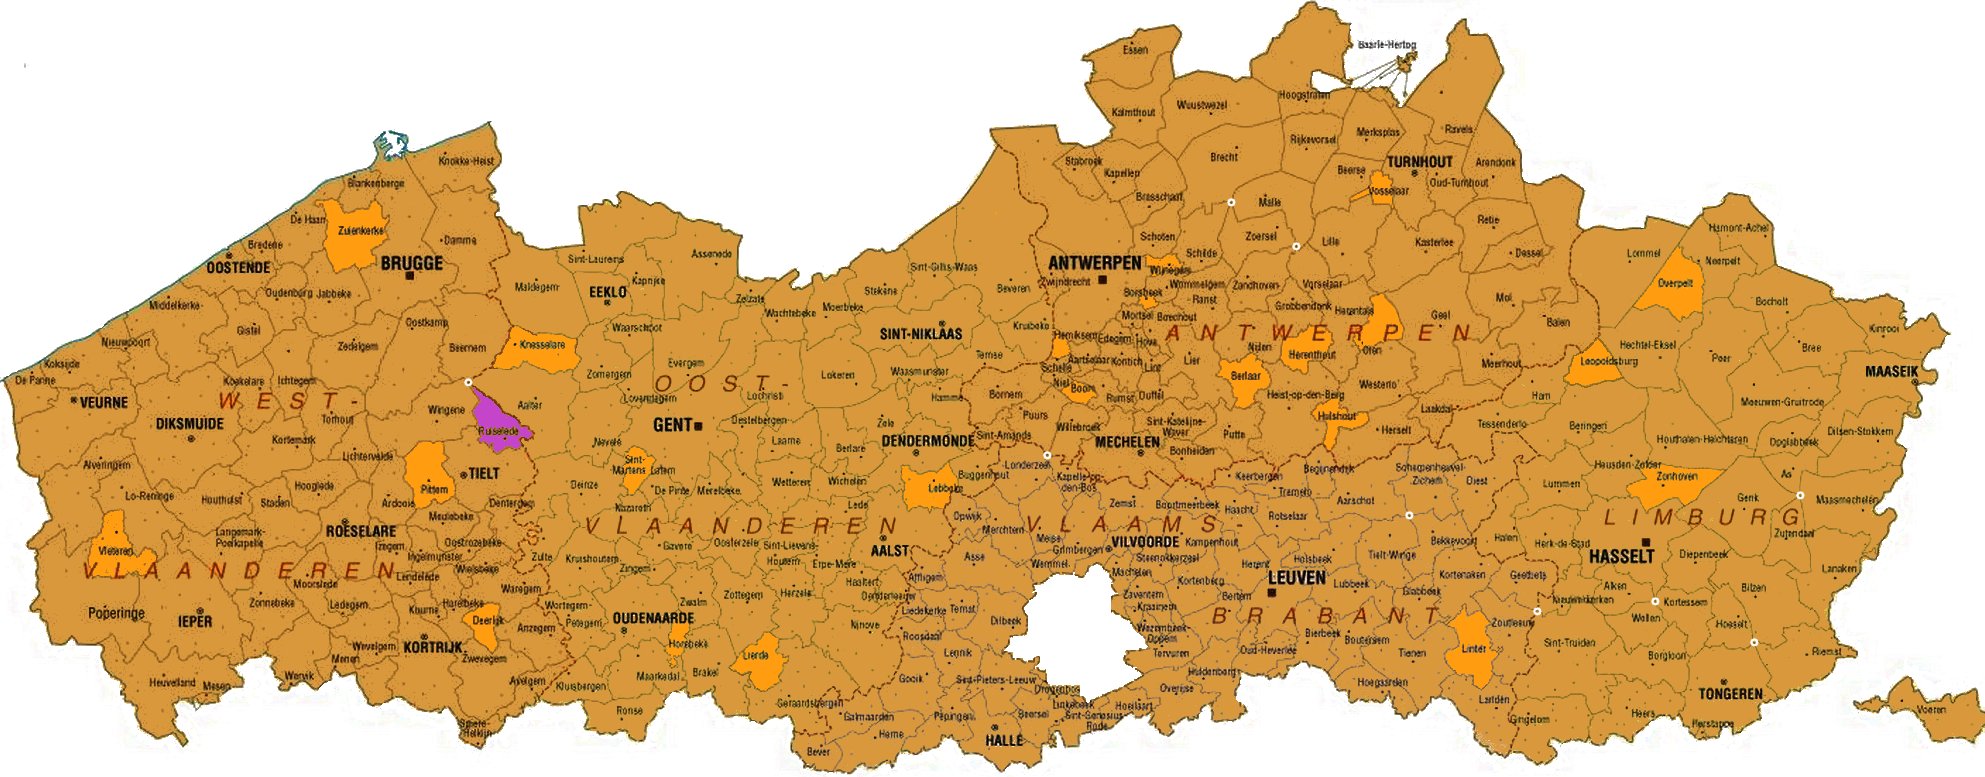 Baarle-Hertog
Essen
Hoogstraten
Wuustwezel
Kalmthout
Merksplas
Ravels
Rijkevorsel
Knokke-Heist
Stabroek
Brecht
TURNHOUT
Arendonk
Kapellen
Beerse
Blankenberge
Vosselaar
Oud-Turnhout
Brasschaat
Malle
De Haan
Zuienkerke
Retie
Hamont-Achel
Bredene
Damme
Schoten
Zoersel
Lille
Kasterlee
OOSTENDE
BRUGGE
Sint-Laureins
Assenede
Sint-Gillis-Waas
ANTWERPEN
Schilde
Dessel
Lommel
Neerpelt
Wijnegem
Maldegem
EEKLO
Kaprijke
Zwijndrecht
Wommelgem
Zandhoven
Vorselaar
Overpelt
Oudenburg
Jabbeke
Stekene
Beveren
Borsbeek
Ranst
Middelkerke
Zelzate
Moerbeke
Wachtebeke
Grobbendonk
Herentals
Mol
Bocholt
Gistel
Oostkamp
Waarschoot
SINT-NIKLAAS
Kruibeke
Mortsel
Boechout
Geel
Balen
Kinrooi
Nieuwpoort
Zedelgem
Beernem
Knesselare
Hemiksem
Edegem
Hove
ANTWERPEN
Nijlen
Herenthout
Olen
Hechtel-Eksel
Peer
Bree
Koksijde
De Panne
Evergem
Zomergem
Lokeren
Waasmunster
Temse
Aartselaar
Kontich
Lint
Lier
Schelle
Niel
Boom
Berlaar
Westerlo
Meerhout
Leopoldsburg
MAASEIK
Koekelare
Ichtegem
WEST-
VEURNE
OOST-
Lovendegem
Lochristi
Hamme
Bornem
Rumst
Duffel
Heist-op-den-Berg
Ham
Meeuwen-Gruitrode
Wingene
Aalter
Torhout
DIKSMUIDE
Ruiselede
GENT
Destelbergen
Zele
Puurs
Willebroek
Sint-Katelijne-
Waver
Hulshout
Laakdal
Tessenderlo
Beringen
Kortemark
Nevele
Laarne
Berlare
DENDERMONDE
Sint-Amands
MECHELEN
Putte
Herselt
Houthalen-Helchteren
Opglabbeek
Dilsen-Stokkem
Lichtervelde
Alveringem
TIELT
Sint-
Martens
Latem
Londerzeel
Bonheiden
Begijnendijk
Scherpenheuvel-
Zichem
Heusden-Zolder
Zonhoven
As
Pittem
Deinze
De Pinte
Merelbeke
Wetteren
Wichelen
Lebbeke
Buggenhout
Kapelle-op-
den-Bos
Keerbergen
Diest
Lummen
Lo-Reninge
Houthulst
Staden
Hooglede
Ardooie
Dentergem
Nazareth
Lede
Zemst
Boortmeerbeek
Tremelo
Aarschot
Genk
Maasmechelen
Meulebeke
ROESELARE
VLAANDEREN
Opwijk
Merchtem
VLAAMS-
Haacht
Rotselaar
LIMBURG
Langemark-
Poelkapelle
Izegem
Oostrozebeke
Gavere
Oosterzele
Sint-Lievens-
Houtem
AALST
Meise
Grimbergen
VILVOORDE
Kampenhout
Bekkevoort
Halen
Herk-de-Stad
HASSELT
Zutendaal
Diepenbeek
Vleteren
Ingelmunster
Zulte
Kruishoutem
Zingem
Erpe-Mere
Asse
Wemmel
Steenokkerzeel
Herent
Holsbeek
Tielt-Winge
VLAANDEREN
Moorslede
Lendelede
Wielsbeke
Waregem
Haaltert
Denderleeuw
Affligem
Machelen
Kortenberg
LEUVEN
Lubbeek
Kortenaken
Geetbets
Lanaken
Alken
Bilzen
Poperinge
Zonnebeke
Ledegem
Kuurne
Harelbeke
Deerlijk
Wortegem-
Petegem
Zwalm
Zottegem
Herzele
Liedekerke
Ternat
Zaventem
Kraainem
Bertem
Glabbeek
Nieuwerkerken
Kortessem
IEPER
OUDENAARDE
Ninove
Dilbeek
Wezembeek-
Oppem
BRABANT
Zoutleeuw
Wellen
Hoeselt
KORTRIJK
Anzegem
Horebeke
Roosdaal
Bierbeek
Boutersem
Sint-Truiden
Wevelgem
Menen
Zwevegem
Maarkedal
Brakel
Lierde
Lennik
Tervuren
Oud-Heverlee
Tienen
Linter
Borgloon
Riemst
Heuvelland
Mesen
Wervik
Avelgem
Kluisbergen
Gooik
Sint-Pieters-Leeuw
Drogenbos
Overijse
Huldenberg
Hoegaarden
TONGEREN
Ronse
Geraardsbergen
Galmaarden
Pepingen
Beersel
Linkebeek
Sint-Genesius-
Rode
Hoeilaart
Landen
Gingelom
Heers
Herstappe
Voeren
Spiere-
Helkijn
Bever
Herne
HALLE